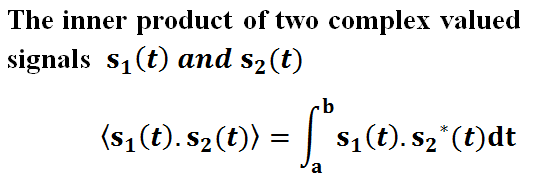 The inner product of two complex valued
signals s₁(t) and s₂(t)
⟨s₁(t). s₂(t)⟩ = ∫ₐᵇ s₁(t). s₂*(t)dt